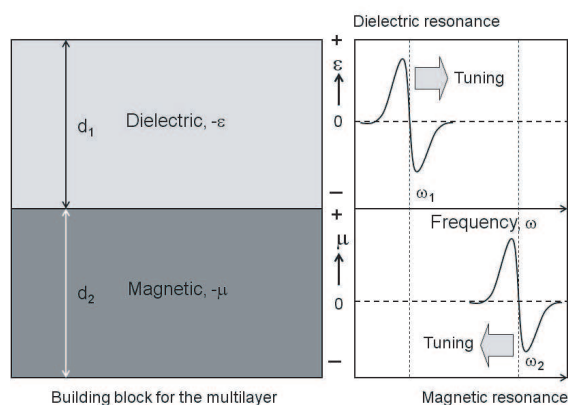 Dielectric resonance
+
ε
Tuning
d1
Dielectric, -ε
0
ω1
−
+
Frequency, ω
μ
d2
Magnetic, -μ
0
Tuning
ω2
−
Building block for the multilayer
Magnetic resonance